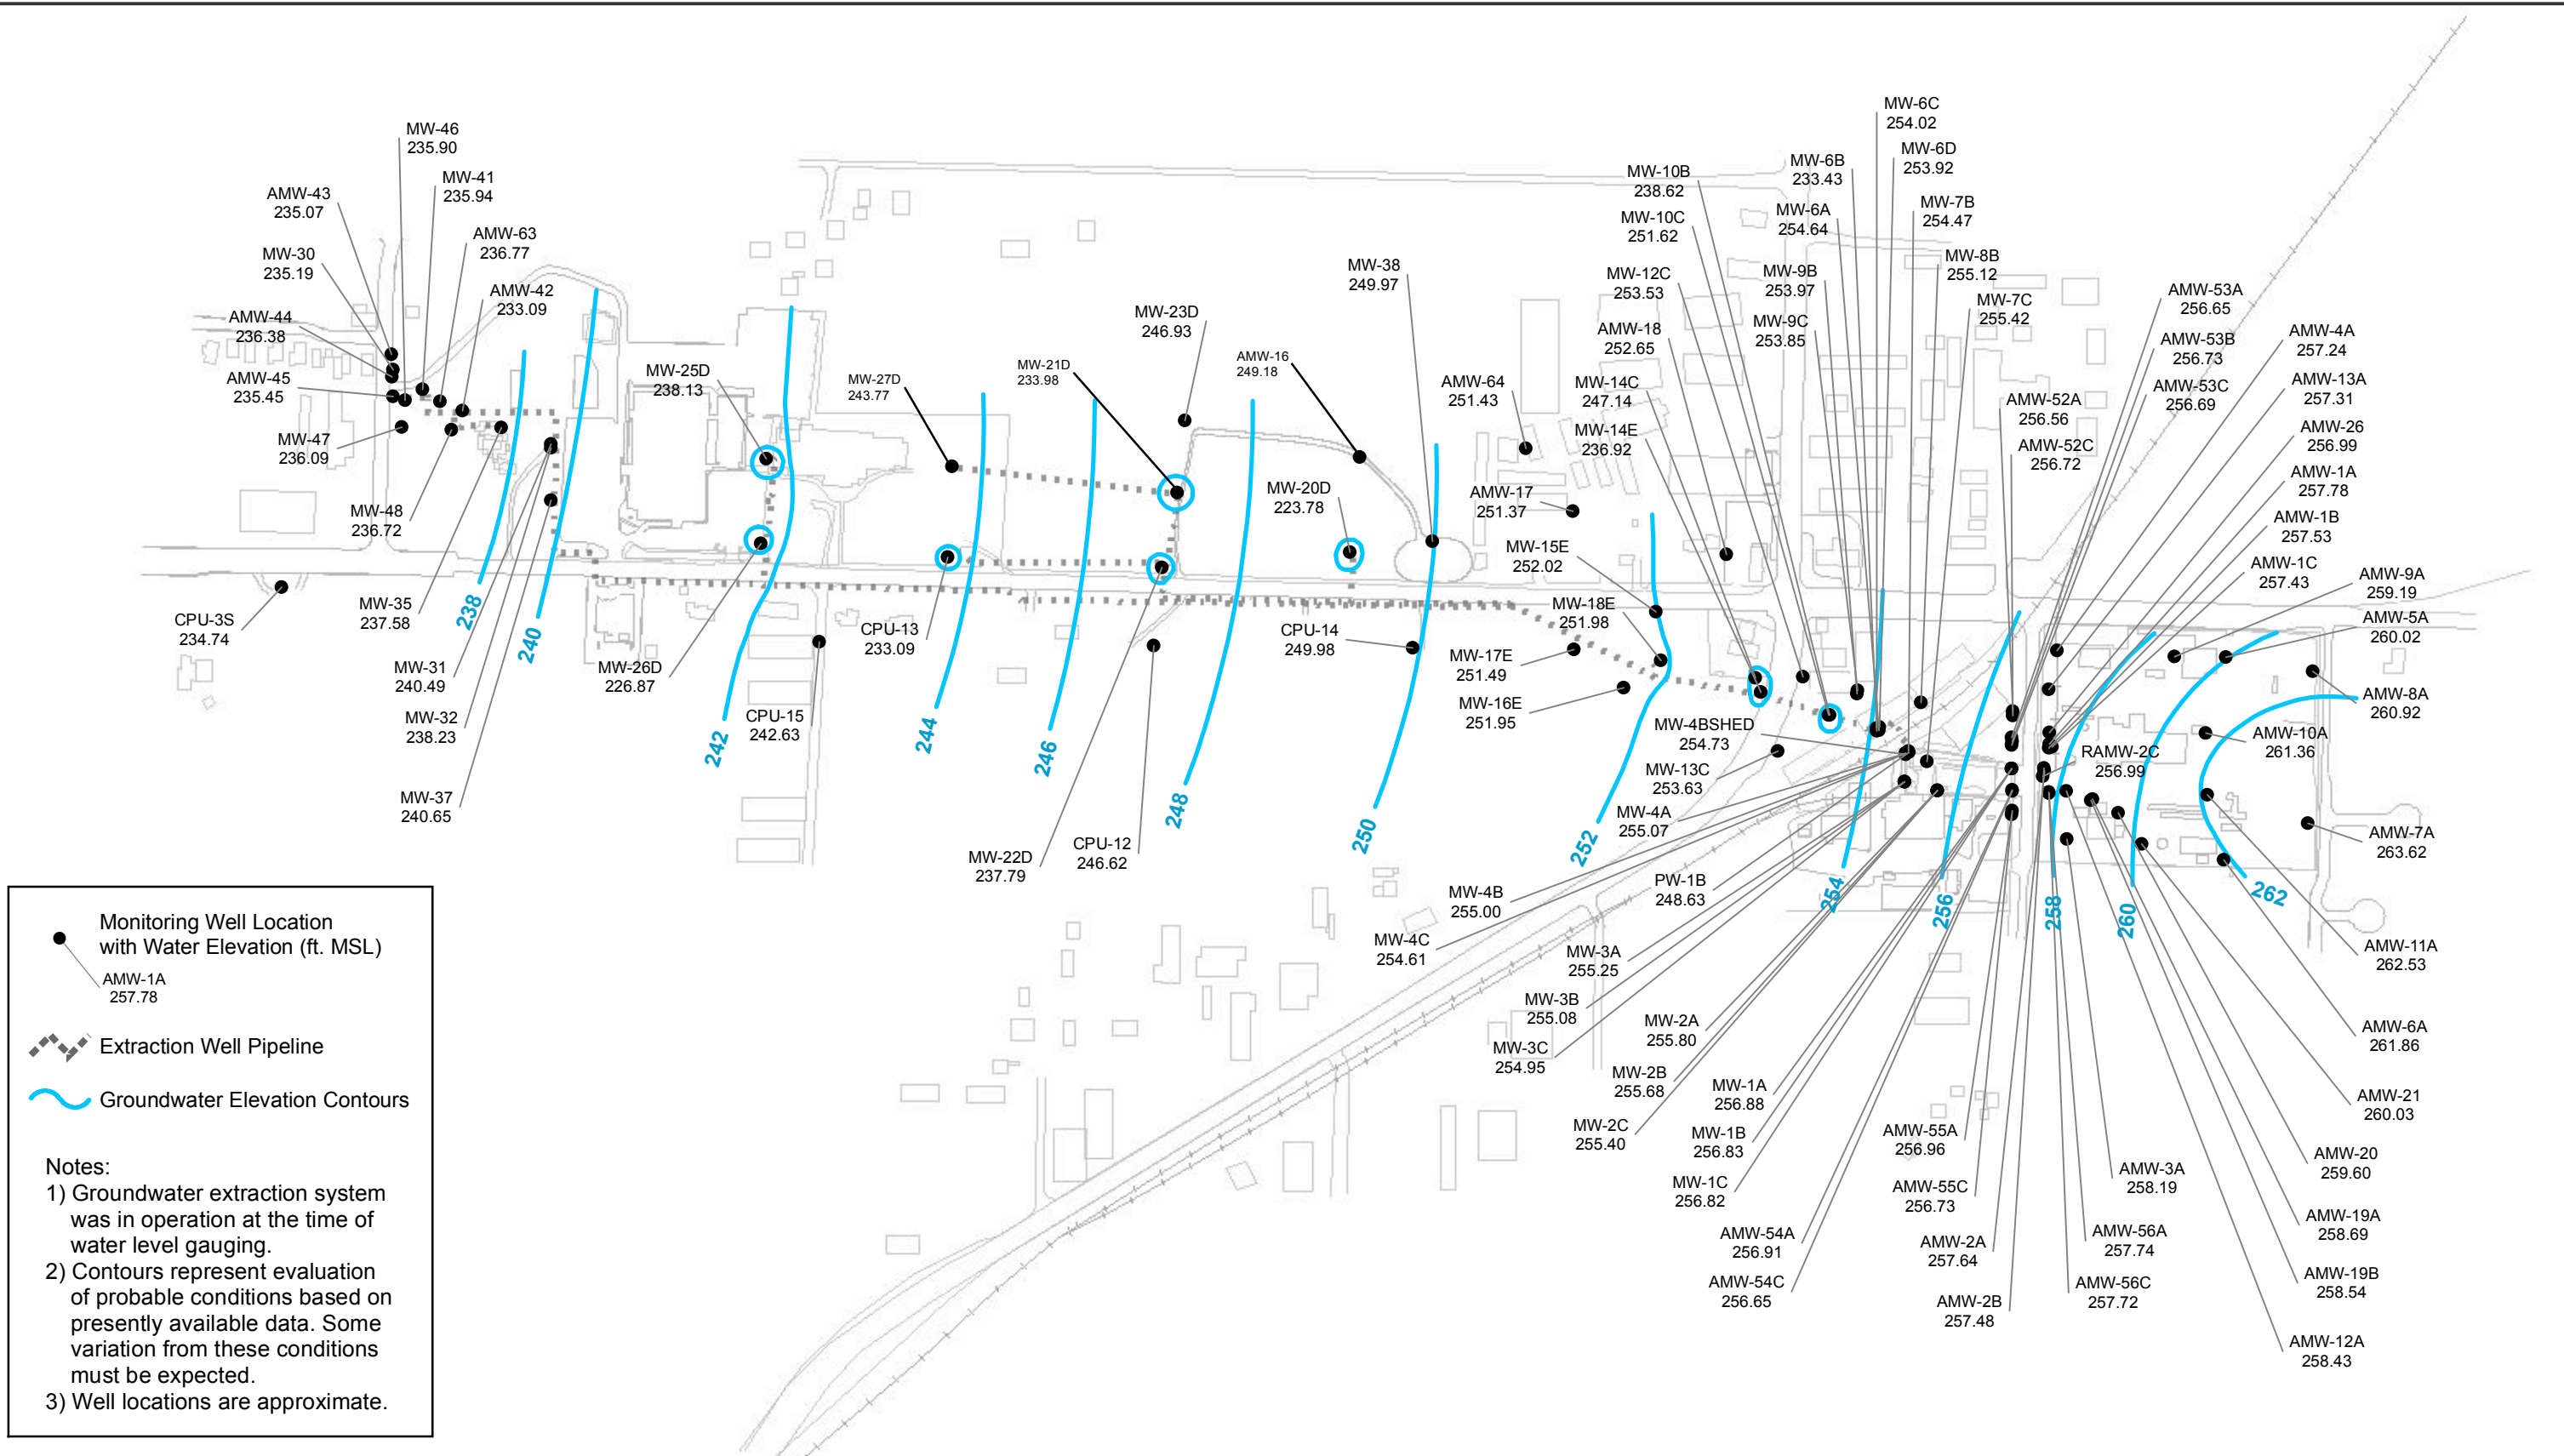 MW-46
235.90
MW-41
235.94
AMW-43
235.07
AMW-63
236.77
MW-30
235.19
AMW-42
233.09
AMW-44
236.38
AMW-45
235.45
MW-47
236.09
MW-48
236.72
CPU-3S
234.74
MW-35
237.58
MW-31
240.49
MW-32
238.23
MW-37
240.65
238
240
MW-25D
238.13
MW-26D
226.87
242
CPU-15
242.63
MW-27D
243.77
CPU-13
233.09
244
MW-21D
233.98
246
MW-22D
237.79
CPU-12
246.62
MW-23D
246.93
248
AMW-16
249.18
MW-20D
223.78
CPU-14
249.98
MW-38
249.97
250
AMW-64
251.43
AMW-17
251.37
MW-15E
252.02
MW-18E
251.98
MW-17E
251.49
MW-16E
251.95
252
MW-10B
238.62
MW-10C
251.62
MW-12C
253.53
AMW-18
252.65
MW-14C
247.14
MW-14E
236.92
MW-6C
254.02
MW-6B
233.43
MW-6D
253.92
MW-6A
254.64
MW-7B
254.47
MW-9B
253.97
MW-8B
255.12
MW-9C
253.85
MW-7C
255.42
AMW-52A
256.56
AMW-52C
256.72
AMW-53A
256.65
AMW-53B
256.73
AMW-53C
256.69
AMW-4A
257.24
AMW-13A
257.31
AMW-26
256.99
AMW-1A
257.78
AMW-1B
257.53
AMW-1C
257.43
AMW-9A
259.19
AMW-5A
260.02
AMW-8A
260.92
AMW-10A
261.36
RAMW-2C
256.99
AMW-7A
263.62
262
AMW-11A
262.53
AMW-6A
261.86
AMW-21
260.03
AMW-20
259.60
AMW-19A
258.69
AMW-19B
258.54
AMW-12A
258.43
254
256
258
260
MW-4BSHED
254.73
MW-13C
253.63
MW-4A
255.07
MW-4B
255.00
PW-1B
248.63
MW-4C
254.61
MW-3A
255.25
MW-3B
255.08
MW-3C
254.95
MW-2A
255.80
MW-2B
255.68
MW-2C
255.40
MW-1A
256.88
MW-1B
256.83
MW-1C
256.82
AMW-54A
256.91
AMW-54C
256.65
AMW-55A
256.96
AMW-55C
256.73
AMW-2A
257.64
AMW-2B
257.48
AMW-3A
258.19
AMW-56A
257.74
AMW-56C
257.72
Monitoring Well Location
with Water Elevation (ft. MSL)
AMW-1A
257.78
Extraction Well Pipeline
Groundwater Elevation Contours
Notes:
1) Groundwater extraction system
was in operation at the time of
water level gauging.
2) Contours represent evaluation
of probable conditions based on
presently available data. Some
variation from these conditions
must be expected.
3) Well locations are approximate.